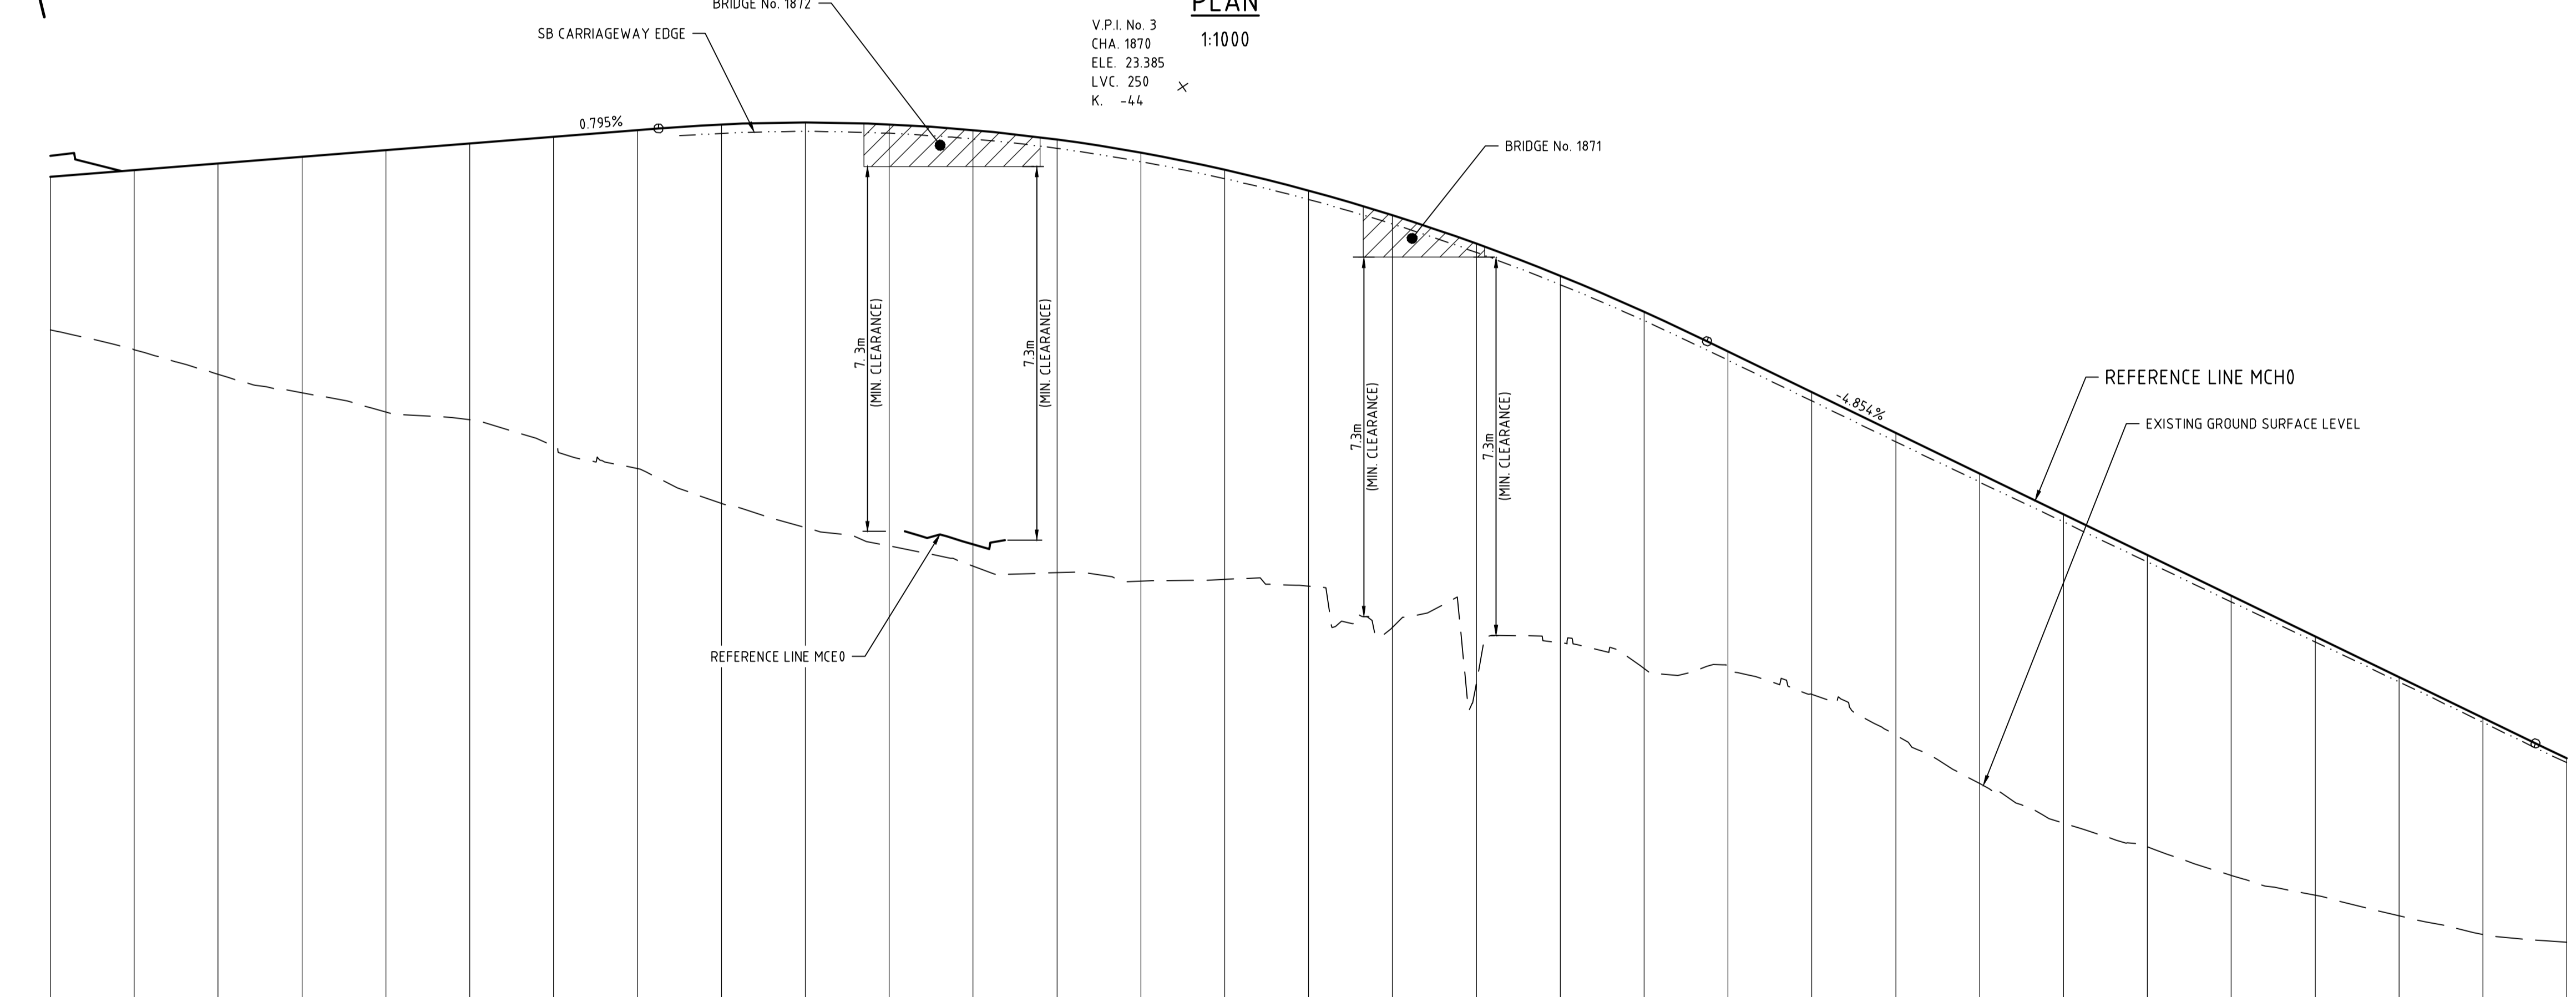 BRIDGE No. 1872
PLAN
1:1000
SB CARRIAGEWAY EDGE
V.P.I. No. 3
CHA. 1870
ELE. 23.385
LVC. 250
K. -44
0.795%
BRIDGE No. 1871
7.3m
(MIN. CLEARANCE)
7.3m
(MIN. CLEARANCE)
7.3m
(MIN. CLEARANCE)
7.3m
(MIN. CLEARANCE)
-4.854%
REFERENCE LINE MCH0
EXISTING GROUND SURFACE LEVEL
REFERENCE LINE MCE0